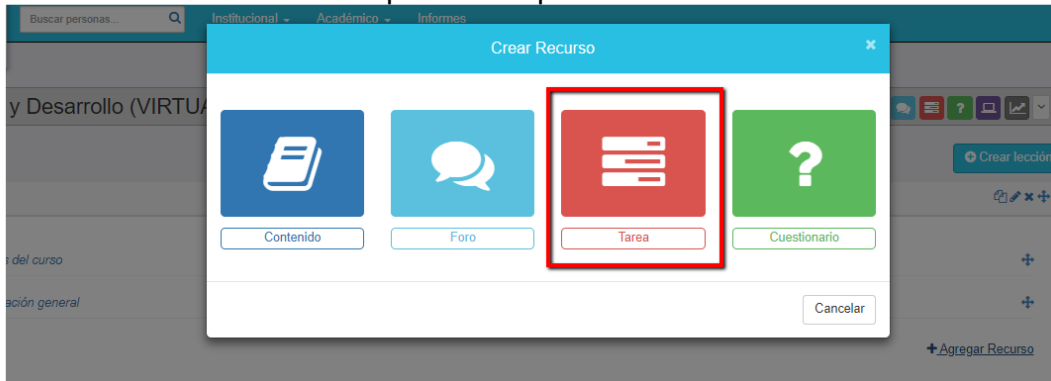 Buscar personas...
Institucional
Académico
Informes
Crear Recurso
y Desarrollo (VIRTUA
Crear lección
Contenido
Foro
Tarea
Cuestionario
s del curso
ación general
Cancelar
Agregar Recurso